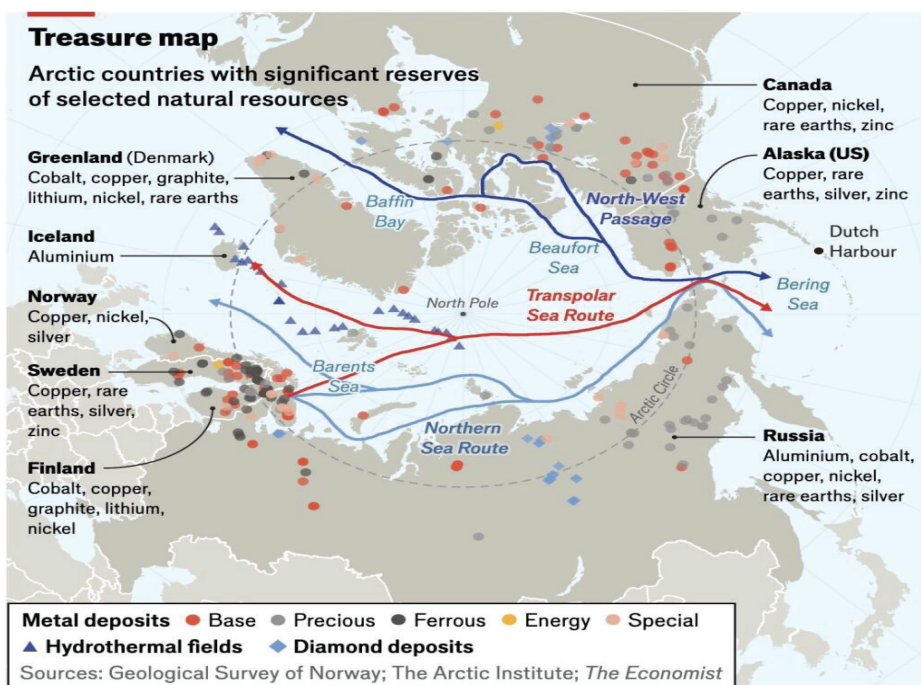 Treasure map
Arctic countries with significant reserves
of selected natural resources
Canada
Copper, nickel,
rare earths, zinc
Greenland (Denmark)
Cobalt, copper, graphite,
lithium, nickel, rare earths
Alaska (US)
Copper, rare
earths, silver, zinc
Baffin
Bay
North-West
Passage
Iceland
Aluminium
Beaufort
Sea
Dutch
Harbour
Norway
Copper, nickel,
silver
North Pole
Transpolar
Sea Route
Bering
Sea
Sweden
Copper, rare
earths, silver,
zinc
Barents
Sea
Arctic Circle
Northern
Sea Route
Finland
Cobalt, copper,
graphite, lithium,
nickel
Russia
Aluminium, cobalt,
copper, nickel,
rare earths, silver
Metal deposits Base Precious Ferrous Energy Special
Hydrothermal fields Diamond deposits
Sources: Geological Survey of Norway; The Arctic Institute; The Economist